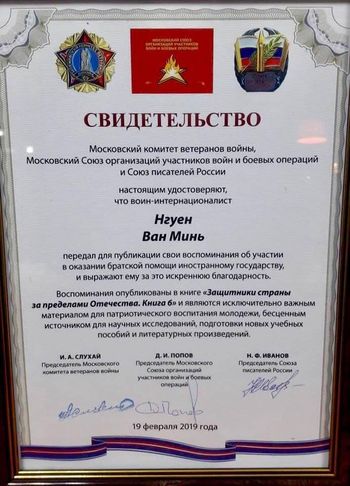 МОСКОВСКИЙ СОЮЗ
ОРГАНИЗАЦИЙ УЧАСТНИКОВ
ВОЙН И БОЕВЫХ ОПЕРАЦИЙ
СВИДЕТЕЛЬСТВО
Московский комитет ветеранов войны,
Московский Союз организаций участников войн и боевых операций
и Союз писателей России
настоящим удостоверяют,
что воин-интернационалист
Нгуен
Ван Минь
передал для публикации свои воспоминания об участии
в оказании братской помощи иностранному государству,
и выражают ему за это искреннюю благодарность.
Воспоминания опубликованы в книге «Защитники страны
за пределами Отечества. Книга 6» и являются исключительно важным
материалом для патриотического воспитания молодежи, бесценным
источником для научных исследований, подготовки новых учебных
пособий и литературных произведений.
И. А. СЛУХАЙ
Председатель Московского
комитета ветеранов войны
Д. И. ПОПОВ
Председатель Московского
Союза организаций
участников войн и боевых
операций
Н. Ф. ИВАНОВ
Председатель Союза
писателей России
19 февраля 2019 года